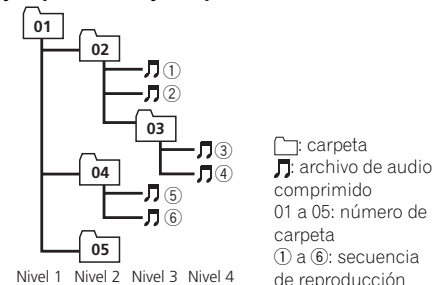 01
02
①
②
03
③
④
04
⑤
⑥
05
Nivel 1 Nivel 2 Nivel 3 Nivel 4
: carpeta
: archivo de audio
comprimido
01 a 05: número de
carpeta
① a ⑥: secuencia
de reproducción